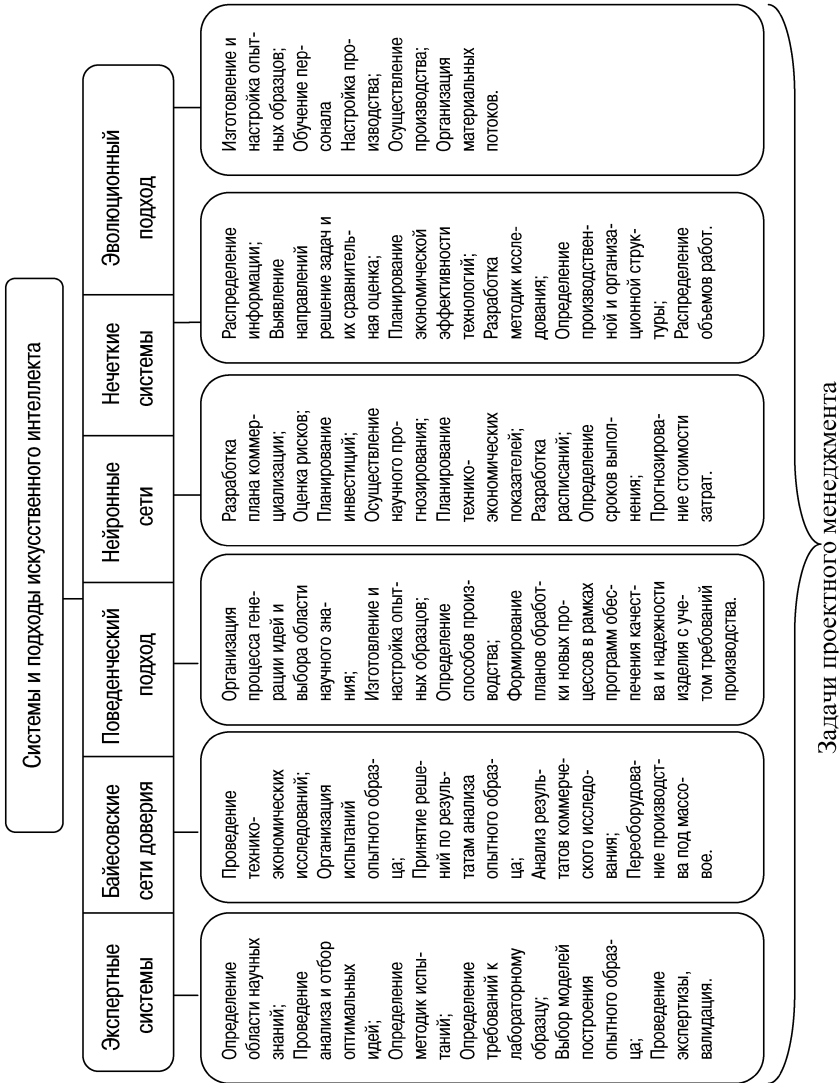 Системы и подходы искусственного интеллекта
Экспертные
системы
Байесовские
сети доверия
Поведенческий
подход
Нейронные
сети
Нечеткие
системы
Эволюционный
подход
Определение
области научных
знаний;
Проведение
анализа и отбор
оптимальных
идей;
Определение
методик испы-
таний;
Определение
требований к
лабораторному
образцу;
Выбор моделей
построения
опытного образ-
ца;
Проведение
экспертизы,
валидация.
Проведение
технико-
экономических
исследований;
Организация
испытаний
опытного образ-
ца;
Принятие реше-
ний по резуль-
татам анализа
опытного образ-
ца;
Анализ резуль-
татов коммерче-
ского исследо-
вания;
Переоборудова-
ние производст-
ва под массо-
вое.
Организация
процесса гене-
рации идей и
выбора области
научного зна-
ния;
Изготовление и
настройка опыт-
ных образцов;
Определение
способов произ-
водства;
Формирование
планов обработ-
ки новых про-
цессов в рамках
программ обес-
печения качест-
ва и надежности
изделия с уче-
том требований
производства.
Разработка
плана коммер-
циализации;
Оценка рисков;
Планирование
инвестиций;
Осуществление
научного про-
гнозирования;
Планирование
технико-
экономических
показателей;
Разработка
расписаний;
Определение
сроков выпол-
нения;
Прогнозирова-
ние стоимости
затрат.
Распределение
информации;
Выявление
направлений
решение задач и
их сравнитель-
ная оценка;
Планирование
экономической
эффективности
технологий;
Разработка
методик иссле-
дования;
Определение
производствен-
ной и организа-
ционной струк-
туры;
Распределение
объемов работ.
Изготовление и
настройка опыт-
ных образцов;
Обучение пер-
сонала
Настройка про-
изводства;
Осуществление
производства;
Организация
материальных
потоков.
Задачи проектного менеджмента